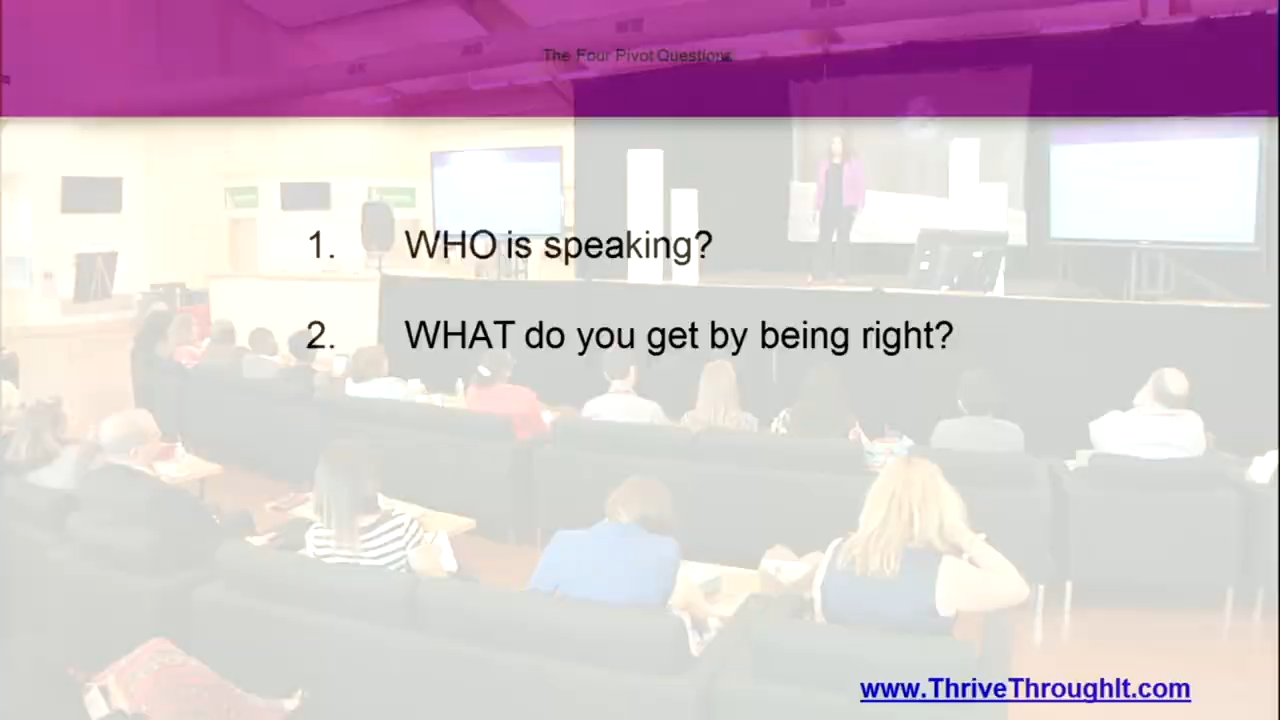 The Four Pivot Questions
1. WHO is speaking?
2. WHAT do you get by being right?
www.ThriveThroughIt.com